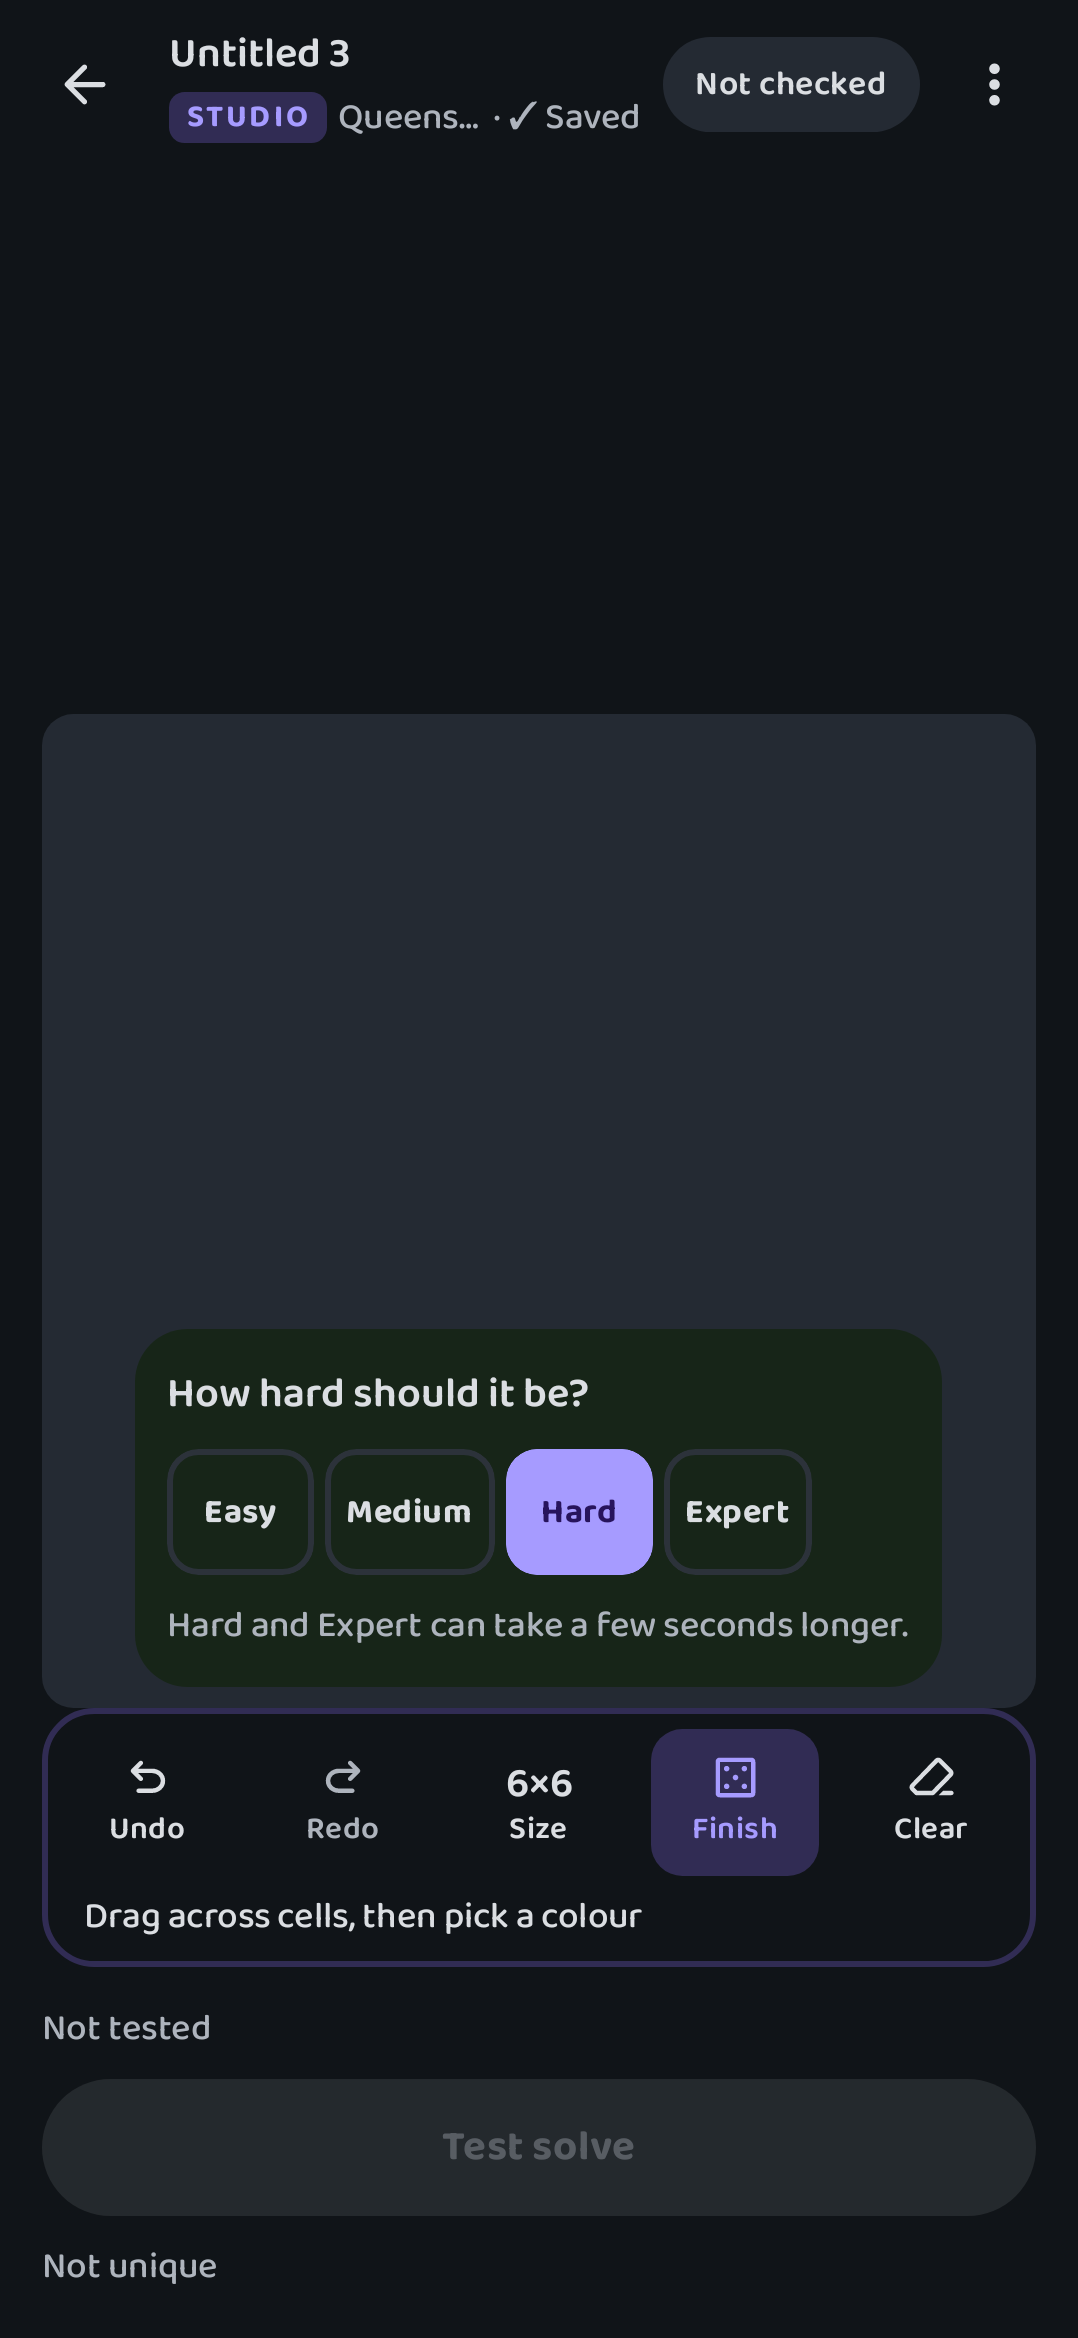 Untitled 3
Not checked
STUDIO Queens... · ✓ Saved
How hard should it be?
Easy Medium Hard Expert
Hard and Expert can take a few seconds longer.
6×6
Undo Redo Size Finish Clear
Drag across cells, then pick a colour
Not tested
Test solve
Not unique